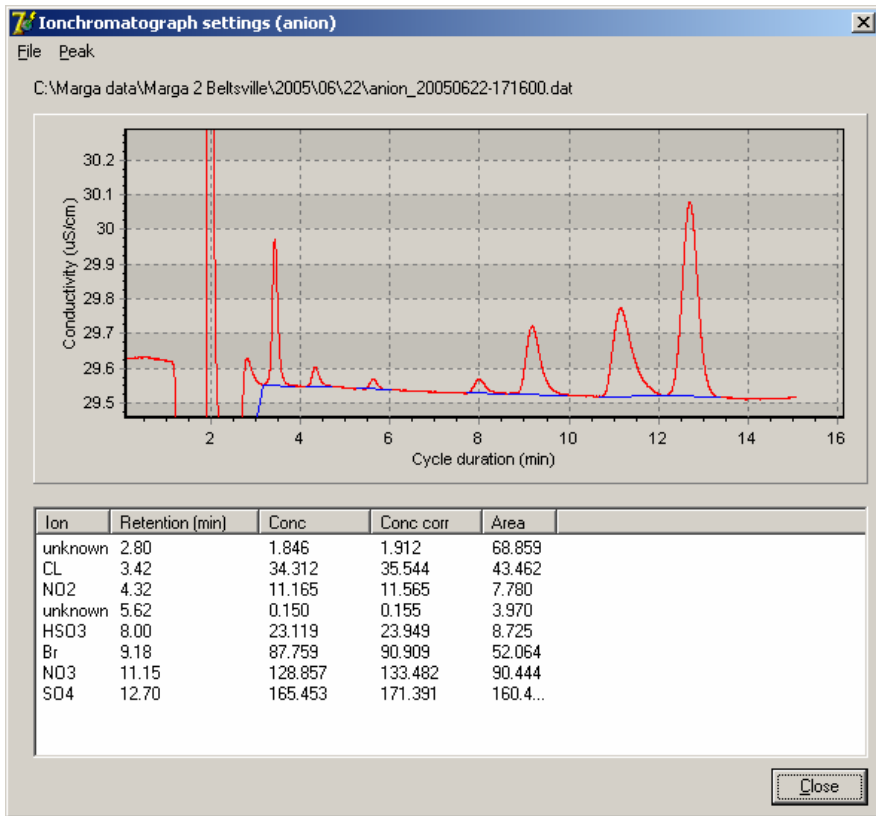 Ionchromatograph settings (anion)
File Peak
C:\Marga data\Marga 2 Beltsville\2005\06\22\anion_20050622-171600.dat
30.2
30.1
30
29.9
29.8
29.7
29.6
29.5
Conductivity (uS/cm)
2 4 6 8 10 12 14 16
Cycle duration (min)
Ion Retention (min) Conc Conc corr Area
unknown 2.80 1.846 1.912 68.859
CL 3.42 34.312 35.544 43.462
NO2 4.32 11.165 11.565 7.780
unknown 5.62 0.150 0.155 3.970
HSO3 8.00 23.119 23.949 8.725
Br 9.18 87.759 90.909 52.064
NO3 11.15 128.857 133.482 90.444
SO4 12.70 165.453 171.391 160.4...
Close